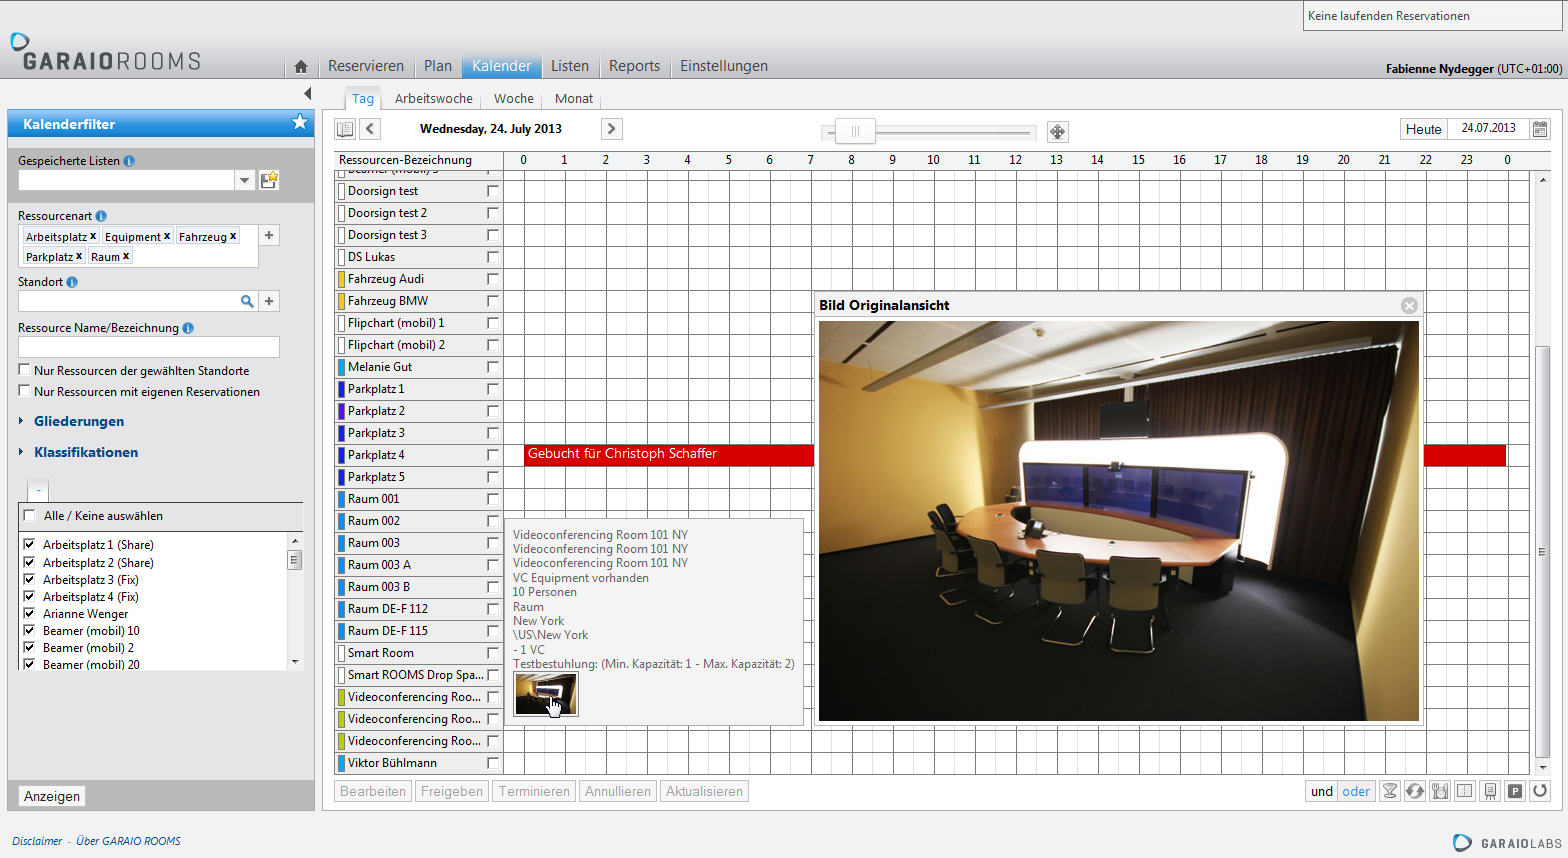 Keine laufenden Reservationen
GARAIOROOMS
Reservieren Plan Kalender Listen Reports Einstellungen
Fabienne Nydegger (UTC+01:00)
Tag Arbeitswoche Woche Monat
Kalenderfilter
Wednesday, 24. July 2013
Heute 24.07.2013
Gespeicherte Listen
Ressourcenart
Arbeitsplatz x Equipment x Fahrzeug x
Parkplatz x Raum x
Standort
Ressource Name/Bezeichnung
Nur Ressourcen der gewählten Standorte
Nur Ressourcen mit eigenen Reservationen
Gliederungen
Klassifikationen
-
Alle / Keine auswählen
Arbeitsplatz 1 (Share)
Arbeitsplatz 2 (Share)
Arbeitsplatz 3 (Fix)
Arbeitsplatz 4 (Fix)
Arianne Wenger
Beamer (mobil) 10
Beamer (mobil) 2
Beamer (mobil) 20
Anzeigen
Ressourcen-Bezeichnung 0 1 2 3 4 5 6 7 8 9 10 11 12 13 14 15 16 17 18 19 20 21 22 23 0
Doorsign test
Doorsign test 2
Doorsign test 3
DS Lukas
Fahrzeug Audi
Fahrzeug BMW
Flipchart (mobil) 1
Flipchart (mobil) 2
Melanie Gut
Parkplatz 1
Parkplatz 2
Parkplatz 3
Parkplatz 4 Gebucht für Christoph Schaffer
Parkplatz 5
Raum 001
Raum 002
Raum 003
Raum 003 A
Raum 003 B
Raum DE-F 112
Raum DE-F 115
Smart Room
Smart ROOMS Drop Spa...
Videoconferencing Roo...
Videoconferencing Roo...
Videoconferencing Roo...
Viktor Bühlmann
Videoconferencing Room 101 NY
Videoconferencing Room 101 NY
Videoconferencing Room 101 NY
VC Equipment vorhanden
10 Personen
Raum
New York
\US\New York
- 1 VC
Testbestuhlung: (Min. Kapazität: 1 - Max. Kapazität: 2)
Bild Originalansicht
Bearbeiten Freigeben Terminieren Annullieren Aktualisieren
und oder P
Disclaimer - Über GARAIO ROOMS
GARAIOLABS